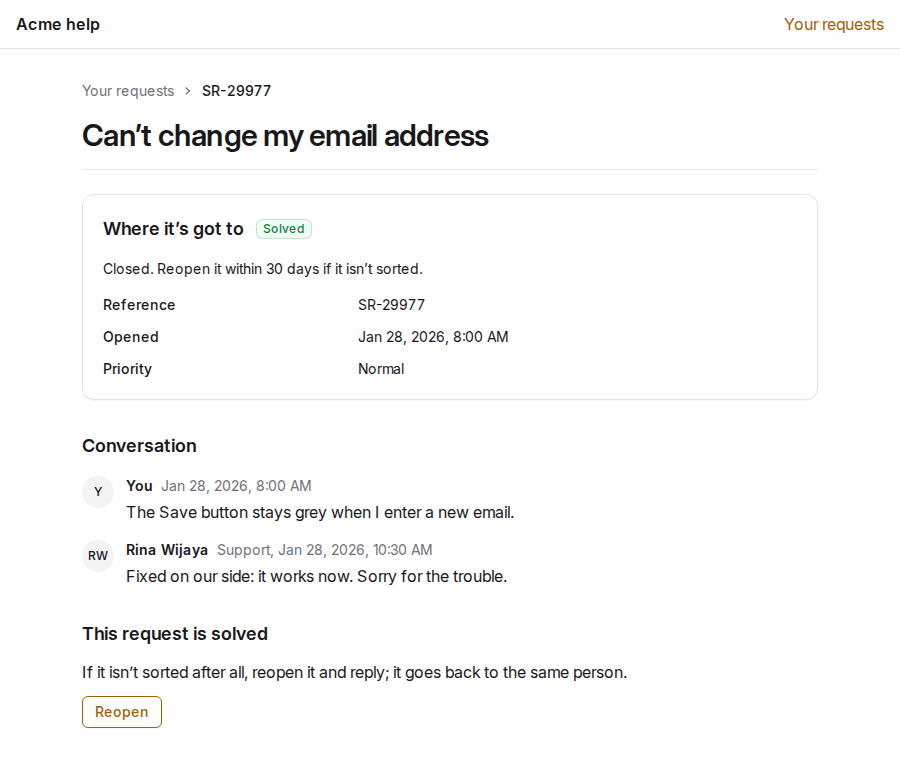 Acme help
Your requests
Your requests › SR-29977
Can’t change my email address
Where it’s got to Solved
Closed. Reopen it within 30 days if it isn’t sorted.
Reference SR-29977
Opened Jan 28, 2026, 8:00 AM
Priority Normal
Conversation
Y You Jan 28, 2026, 8:00 AM
The Save button stays grey when I enter a new email.
RW Rina Wijaya Support, Jan 28, 2026, 10:30 AM
Fixed on our side: it works now. Sorry for the trouble.
This request is solved
If it isn’t sorted after all, reopen it and reply; it goes back to the same person.
Reopen